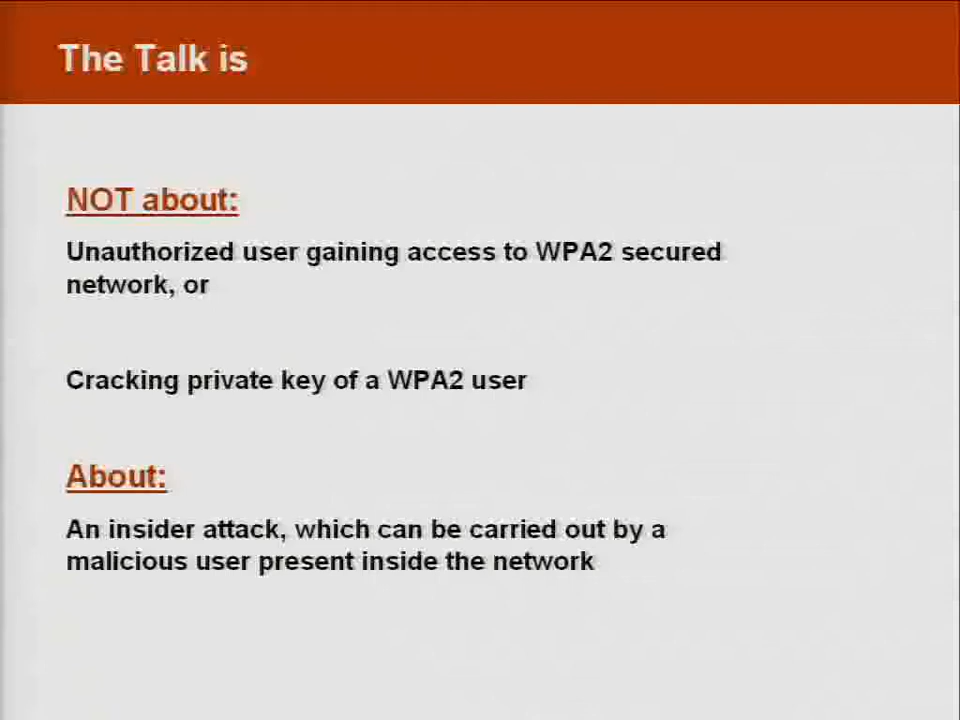 The Talk is
NOT about:
Unauthorized user gaining access to WPA2 secured
network, or
Cracking private key of a WPA2 user
About:
An insider attack, which can be carried out by a
malicious user present inside the network